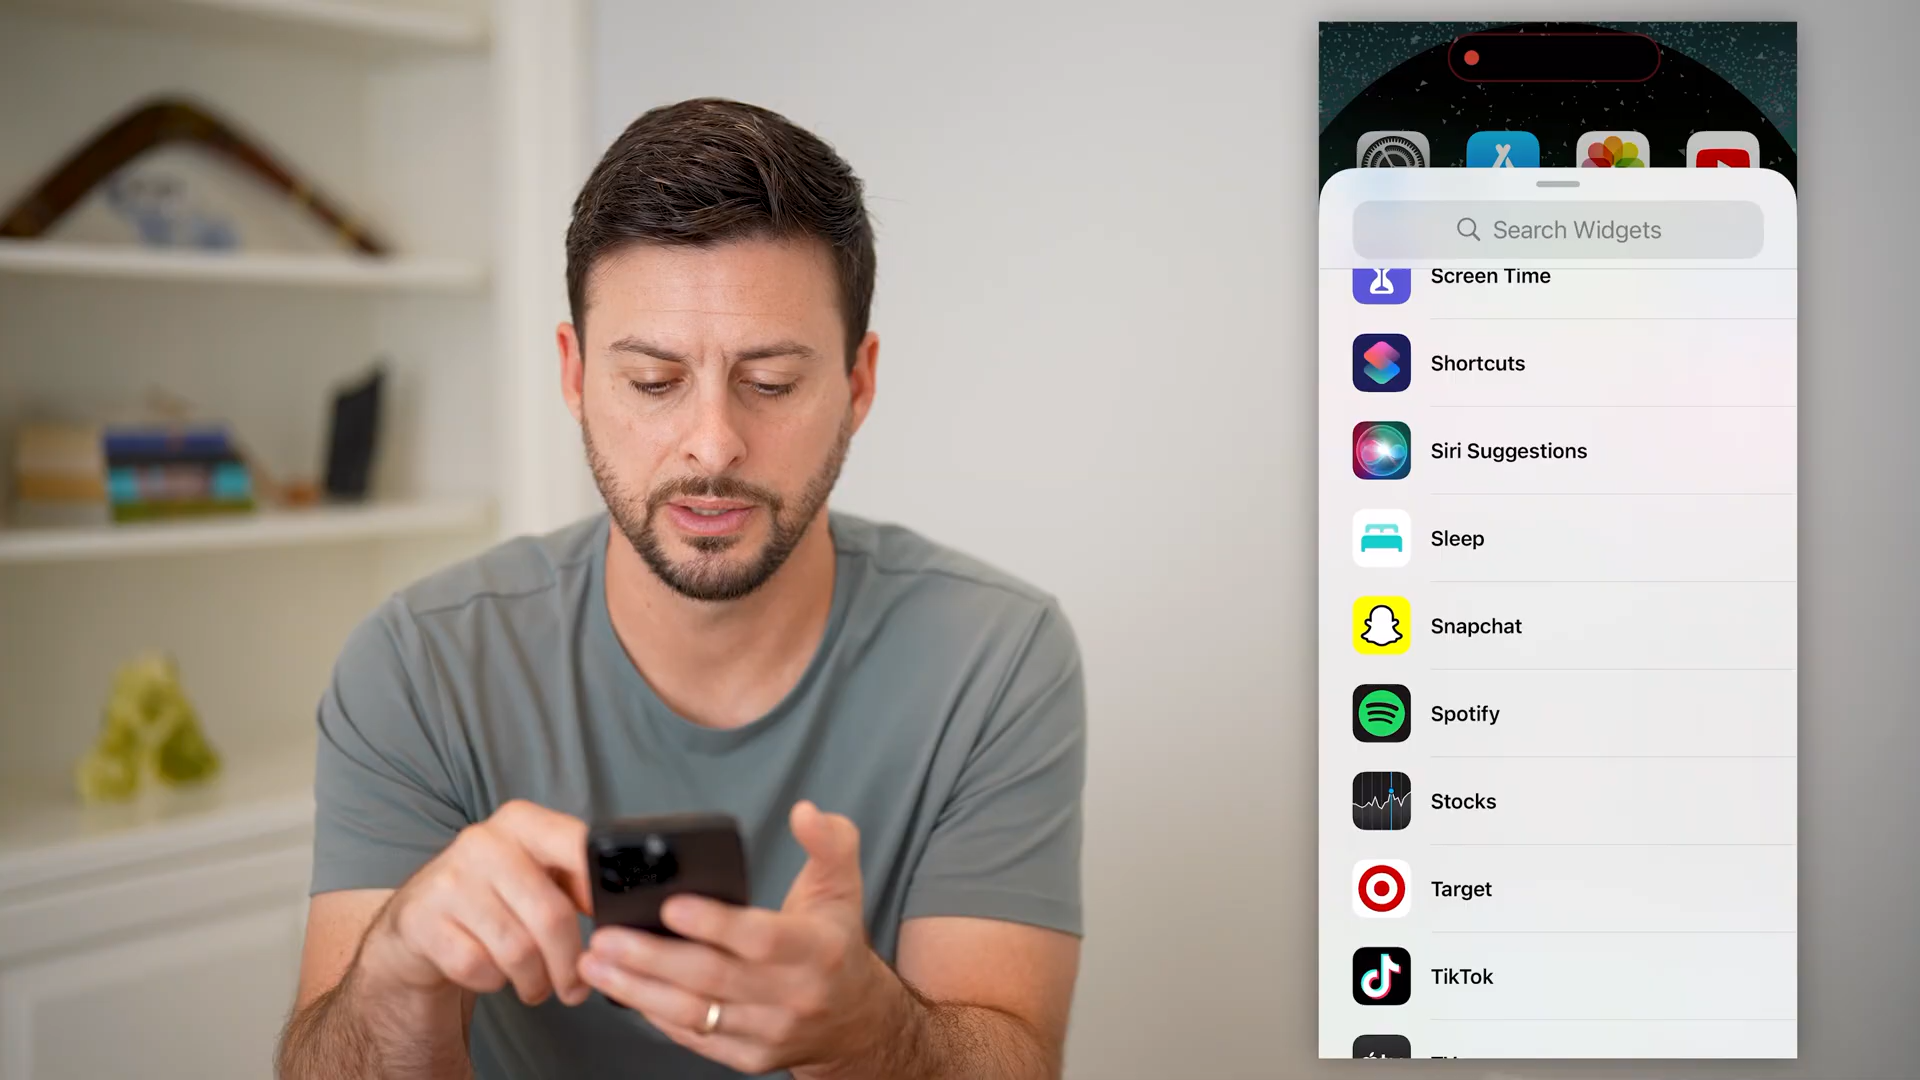 Search Widgets
Screen Time
Shortcuts
Siri Suggestions
Sleep
Snapchat
Spotify
Stocks
Target
TikTok